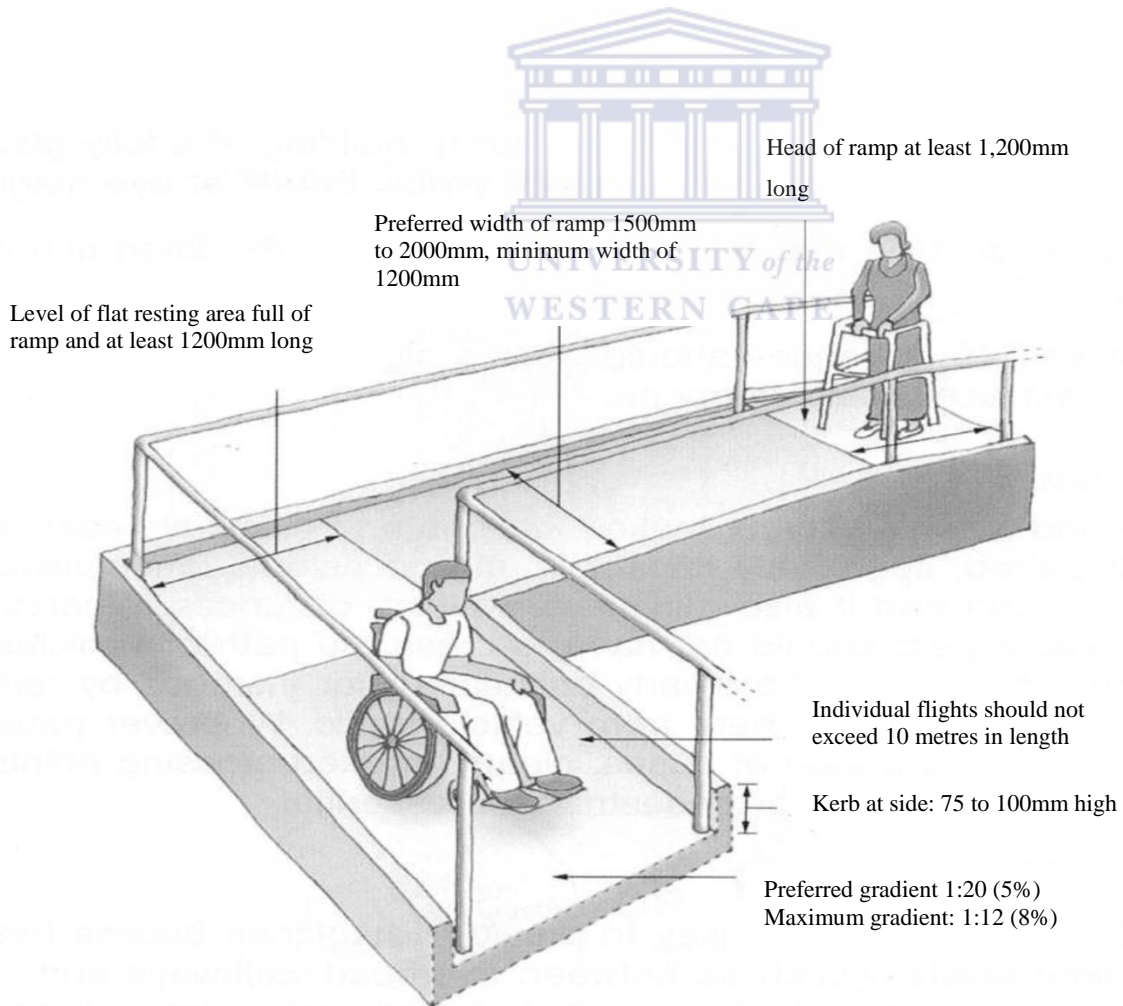 Head of ramp at least 1,200mm
long
Preferred width of ramp 1500mm
to 2000mm, minimum width of
1200mm
UNIVERSITY of the
WESTERN CAPE
Level of flat resting area full of
ramp and at least 1200mm long
Individual flights should not
exceed 10 metres in length
Kerb at side: 75 to 100mm high
Preferred gradient 1:20 (5%)
Maximum gradient: 1:12 (8%)